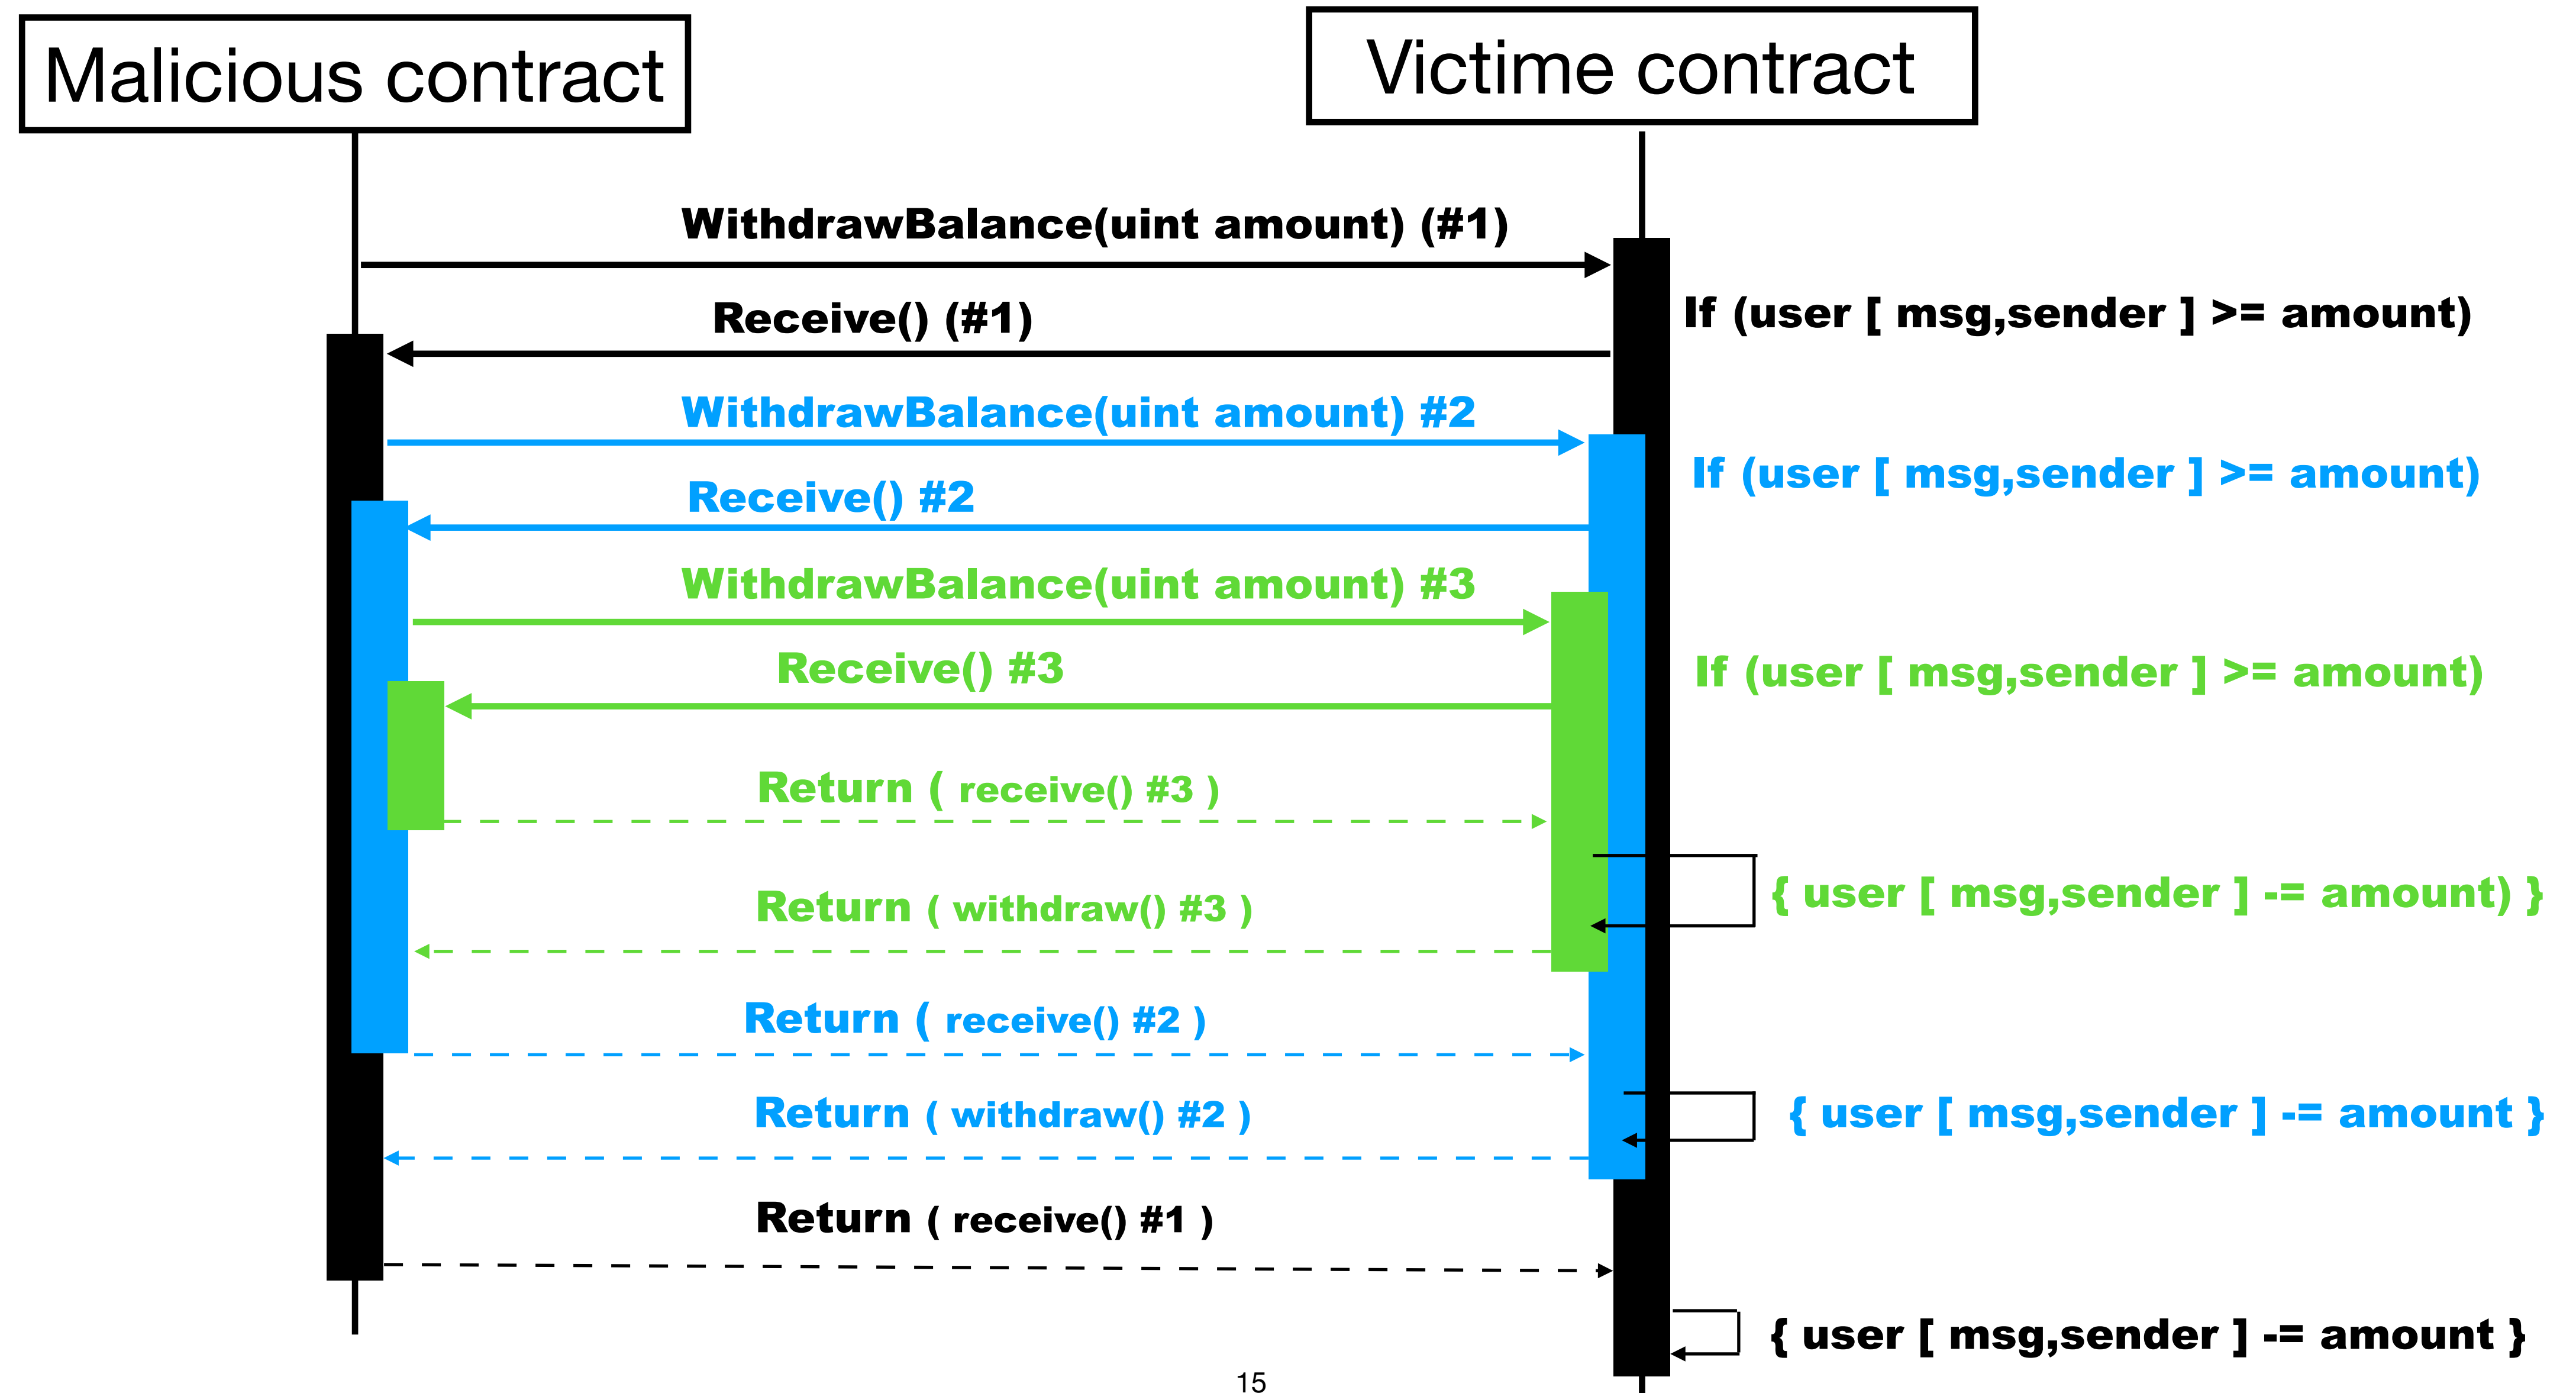 Malicious contract
Victime contract
WithdrawBalance(uint amount) (#1)
Receive() (#1)
If (user [ msg,sender ] >= amount)
WithdrawBalance(uint amount) #2
If (user [ msg,sender ] >= amount)
Receive() #2
WithdrawBalance(uint amount) #3
Receive() #3
If (user [ msg,sender ] >= amount)
Return ( receive() #3 )
{ user [ msg,sender ] -= amount) }
Return ( withdraw() #3 )
Return ( receive() #2 )
Return ( withdraw() #2 )
{ user [ msg,sender ] -= amount }
Return ( receive() #1 )
{ user [ msg,sender ] -= amount }
15